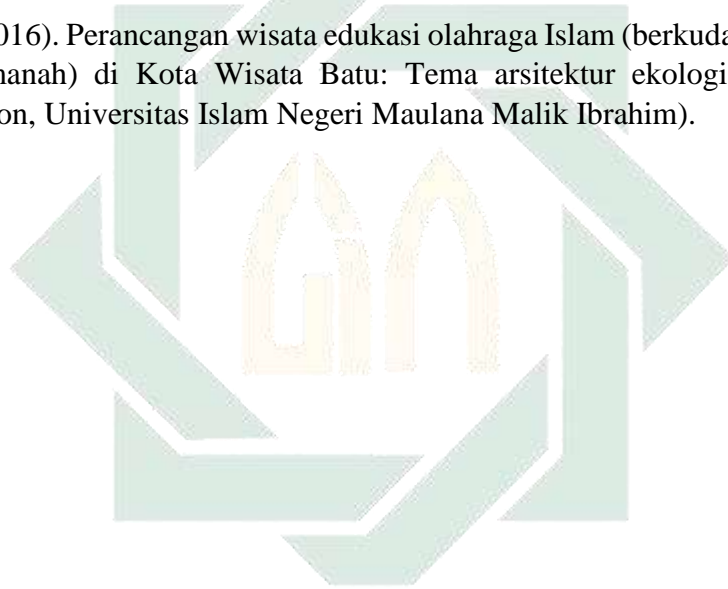 016). Perancangan wisata edukasi olahraga Islam (berkuda
nanah) di Kota Wisata Batu: Tema arsitektur ekologi
on, Universitas Islam Negeri Maulana Malik Ibrahim).